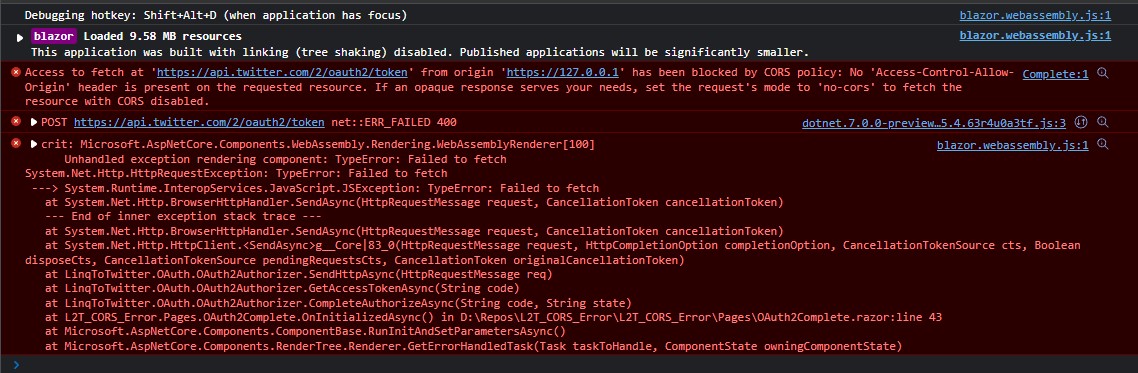 Debugging hotkey: Shift+Alt+D (when application has focus) blazor.webassembly.js:1
blazor Loaded 9.58 MB resources blazor.webassembly.js:1
This application was built with linking (tree shaking) disabled. Published applications will be significantly smaller.
Access to fetch at 'https://api.twitter.com/2/oauth2/token' from origin 'https://127.0.0.1' has been blocked by CORS policy: No 'Access-Control-Allow- Complete:1
Origin' header is present on the requested resource. If an opaque response serves your needs, set the request's mode to 'no-cors' to fetch the
resource with CORS disabled.
POST https://api.twitter.com/2/oauth2/token net::ERR_FAILED 400 dotnet.7.0.0-preview…5.4.63r4u0a3tf.js:3
crit: Microsoft.AspNetCore.Components.WebAssembly.Rendering.WebAssemblyRenderer[100] blazor.webassembly.js:1
Unhandled exception rendering component: TypeError: Failed to fetch
System.Net.Http.HttpRequestException: TypeError: Failed to fetch
---> System.Runtime.InteropServices.JavaScript.JSException: TypeError: Failed to fetch
at System.Net.Http.BrowserHttpHandler.SendAsync(HttpRequestMessage request, CancellationToken cancellationToken)
--- End of inner exception stack trace ---
at System.Net.Http.BrowserHttpHandler.SendAsync(HttpRequestMessage request, CancellationToken cancellationToken)
at System.Net.Http.HttpClient.<SendAsync>g__Core|83_0(HttpRequestMessage request, HttpCompletionOption completionOption, CancellationTokenSource cts, Boolean
disposeCts, CancellationTokenSource pendingRequestsCts, CancellationToken originalCancellationToken)
at LinqToTwitter.OAuth.OAuth2Authorizer.SendHttpAsync(HttpRequestMessage req)
at LinqToTwitter.OAuth.OAuth2Authorizer.GetAccessTokenAsync(String code)
at LinqToTwitter.OAuth.OAuth2Authorizer.CompleteAuthorizeAsync(String code, String state)
at L2T_CORS_Error.Pages.OAuth2Complete.OnInitializedAsync() in D:\Repos\L2T_CORS_Error\L2T_CORS_Error\Pages\OAuth2Complete.razor:line 43
at Microsoft.AspNetCore.Components.ComponentBase.RunInitAndSetParametersAsync()
at Microsoft.AspNetCore.Components.RenderTree.Renderer.GetErrorHandledTask(Task taskToHandle, ComponentState owningComponentState)